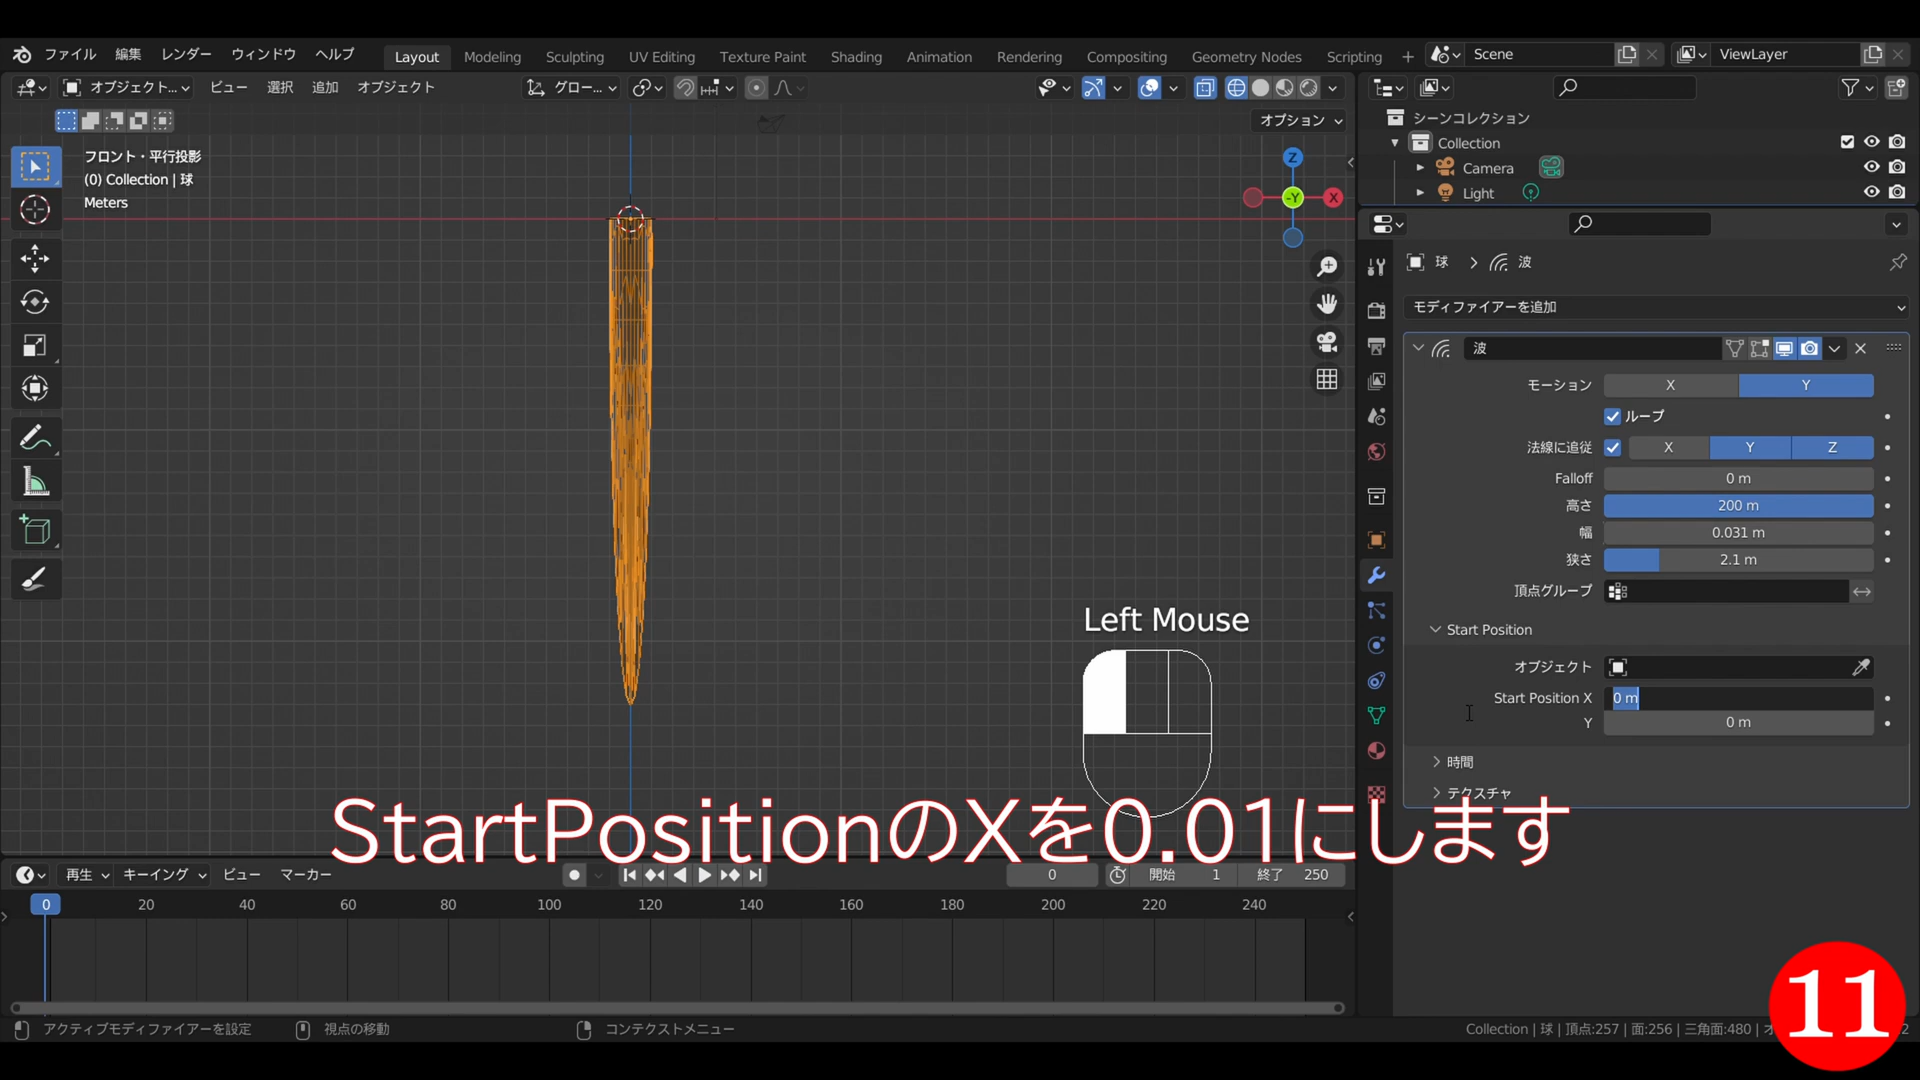 ファイル 編集 レンダー ウィンドウ ヘルプ Layout Modeling Sculpting UV Editing Texture Paint Shading Animation Rendering Compositing Geometry Nodes Scripting + Scene ViewLayer
オブジェクト... ビュー 選択 追加 オブジェクト グロー...
オプション
フロント・平行投影
(0) Collection | 球
Meters
Z
-Y
X
シーンコレクション
Collection
Camera
Light
球 > 波
モディファイアーを追加
波
モーション X Y
ループ
法線に追従 X Y Z
Falloff 0 m
高さ 200 m
幅 0.031 m
狭さ 2.1 m
頂点グループ
Start Position
オブジェクト
Start Position X 0 m
Y 0 m
時間
テクスチャ
Left Mouse
StartPositionのXを0.01にします
再生 キーイング ビュー マーカー 0 開始 1 終了 250
0 20 40 60 80 100 120 140 160 180 200 220 240
アクティブモディファイアーを設定 視点の移動 コンテクストメニュー Collection | 球 | 頂点:257 | 面:256 | 三角面:480 | オ
11